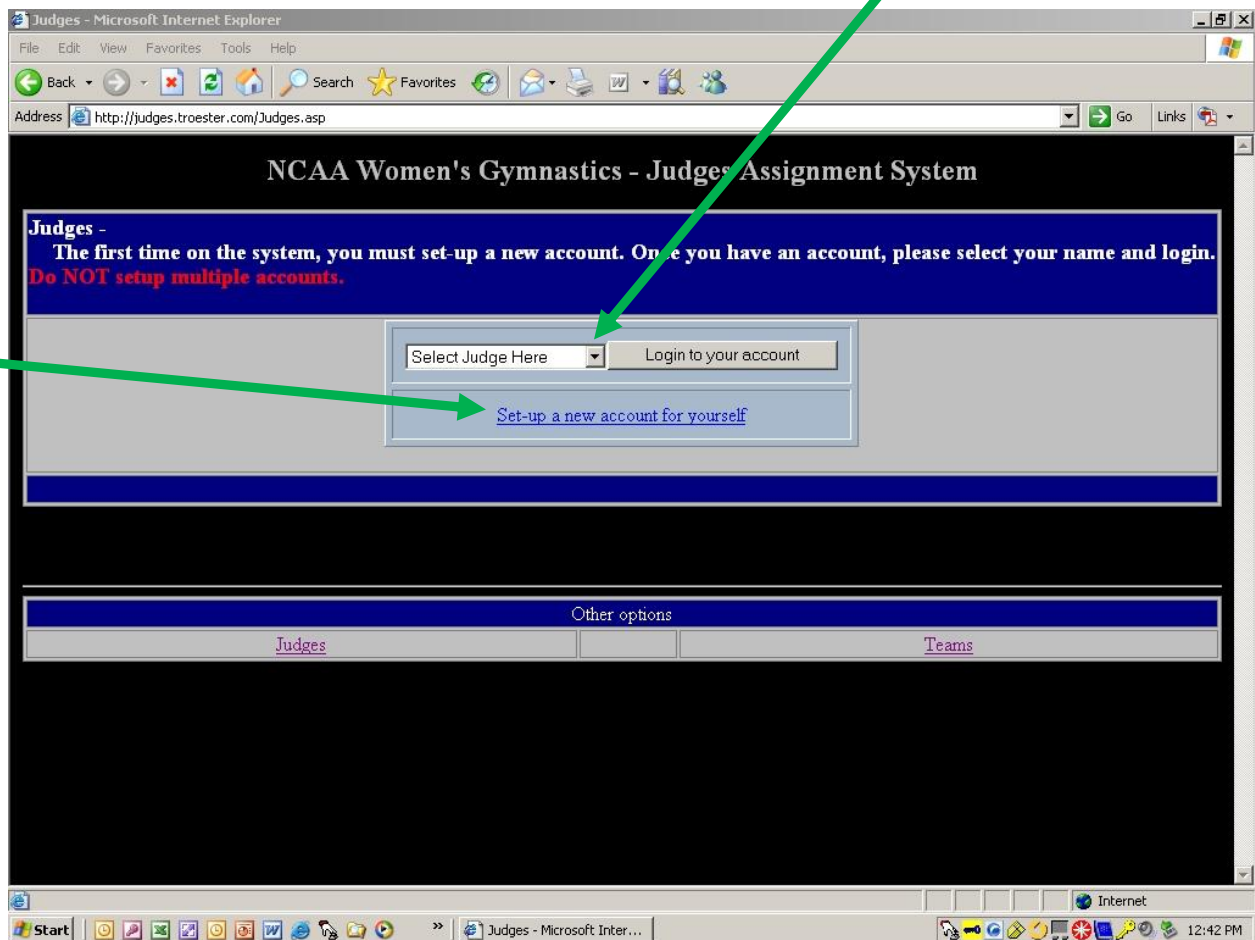 Judges - Microsoft Internet Explorer
File Edit View Favorites Tools Help
Back Search Favorites
Address http://judges.troester.com/Judges.asp Go Links
NCAA Women's Gymnastics - Judges Assignment System
Judges -
The first time on the system, you must set-up a new account. Once you have an account, please select your name and login.
Do NOT setup multiple accounts.
Select Judge Here Login to your account
Set-up a new account for yourself
Other options
Judges Teams
Internet
Start Judges - Microsoft Inter... 12:42 PM